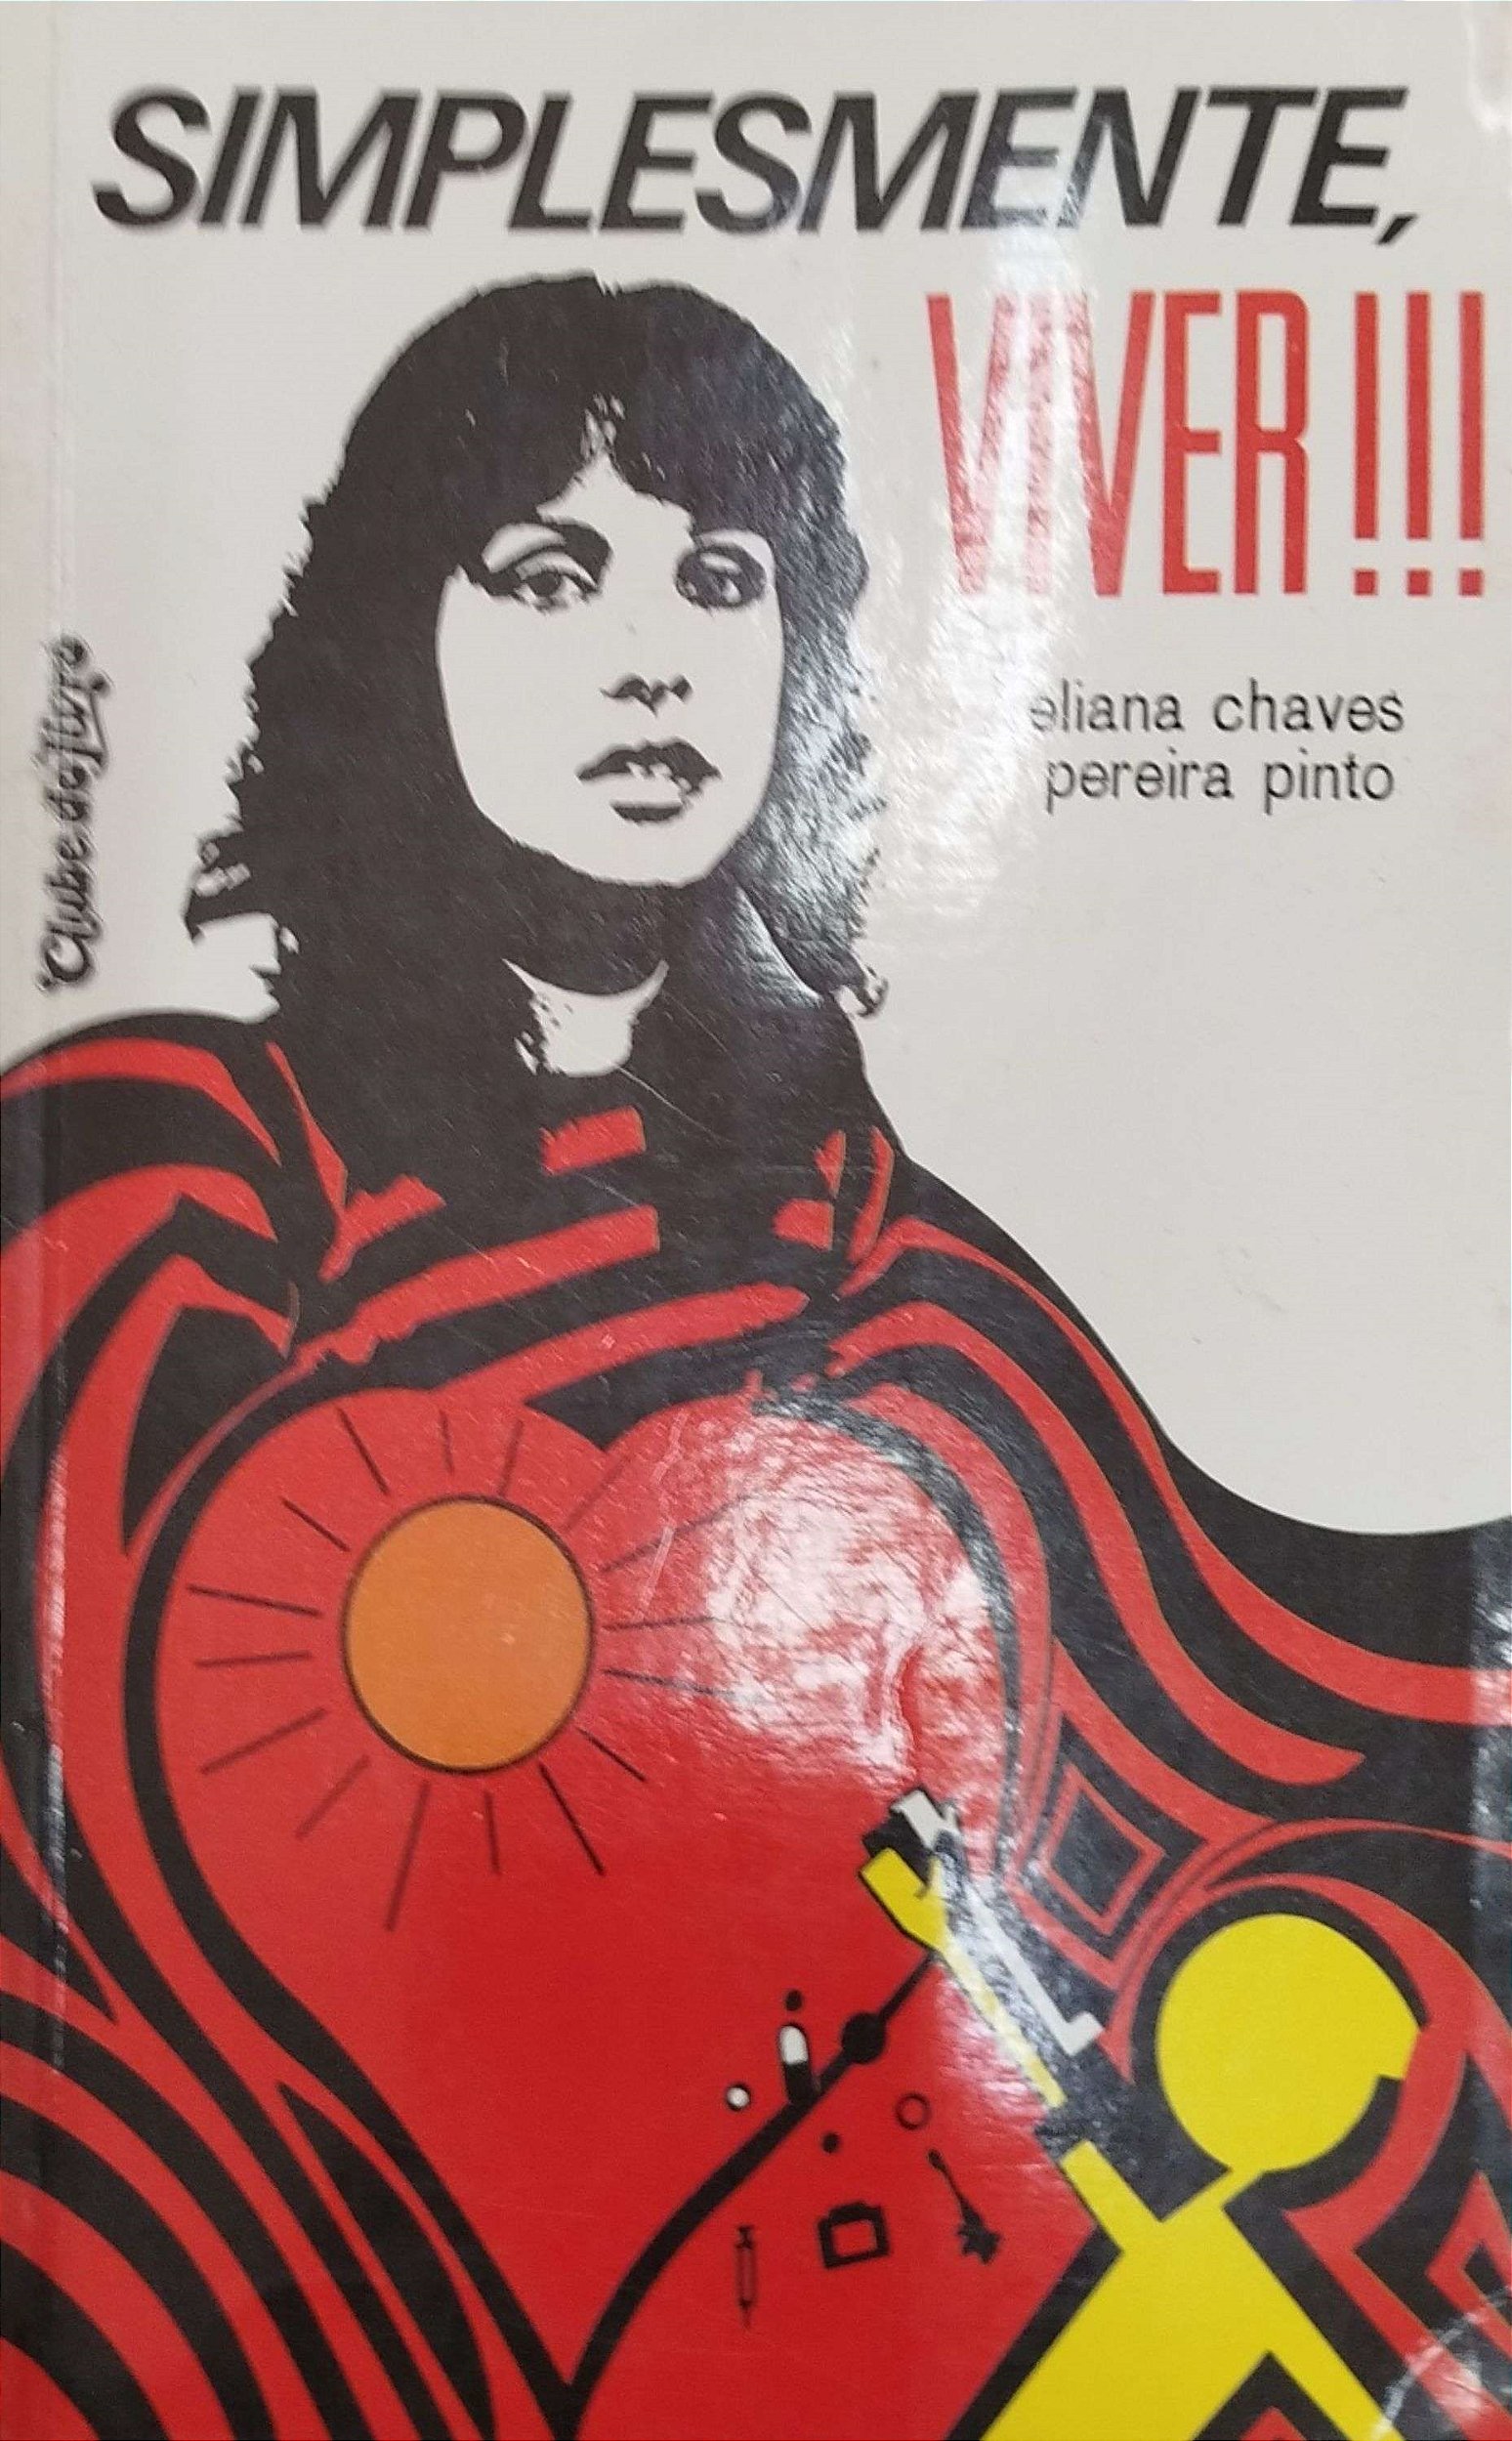 SIMPLESMENTE,
VIVER!!!
eliana chaves
pereira pinto
Clube do livro